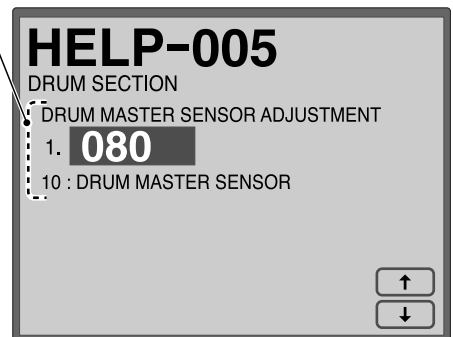 HELP-005
DRUM SECTION
DRUM MASTER SENSOR ADJUSTMENT
1. 080
10 : DRUM MASTER SENSOR
↑
↓